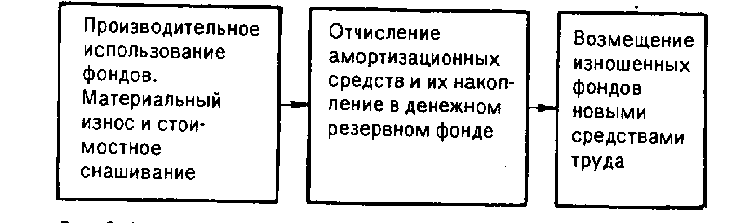 Производительное
использование
фондов.
Материальный
износ и стои-
мостное
снашивание
Отчисление
амортизационных
средств и их накоп-
ление в денежном
резервном фонде
Возмещение
изношенных
фондов
новыми
средствами
труда